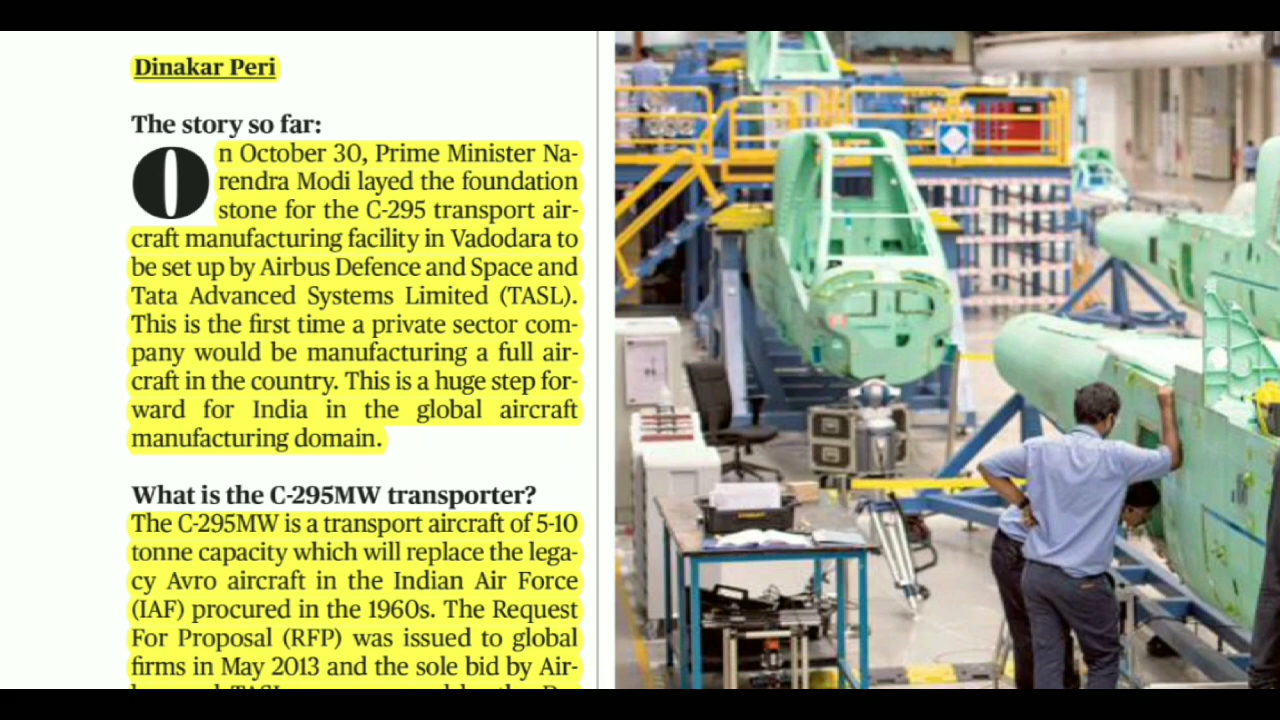 Dinakar Peri
The story so far:
On October 30, Prime Minister Na-
rendra Modi layed the foundation
stone for the C-295 transport air-
craft manufacturing facility in Vadodara to
be set up by Airbus Defence and Space and
Tata Advanced Systems Limited (TASL).
This is the first time a private sector com-
pany would be manufacturing a full air-
craft in the country. This is a huge step for-
ward for India in the global aircraft
manufacturing domain.
What is the C-295MW transporter?
The C-295MW is a transport aircraft of 5-10
tonne capacity which will replace the lega-
cy Avro aircraft in the Indian Air Force
(IAF) procured in the 1960s. The Request
For Proposal (RFP) was issued to global
firms in May 2013 and the sole bid by Air-